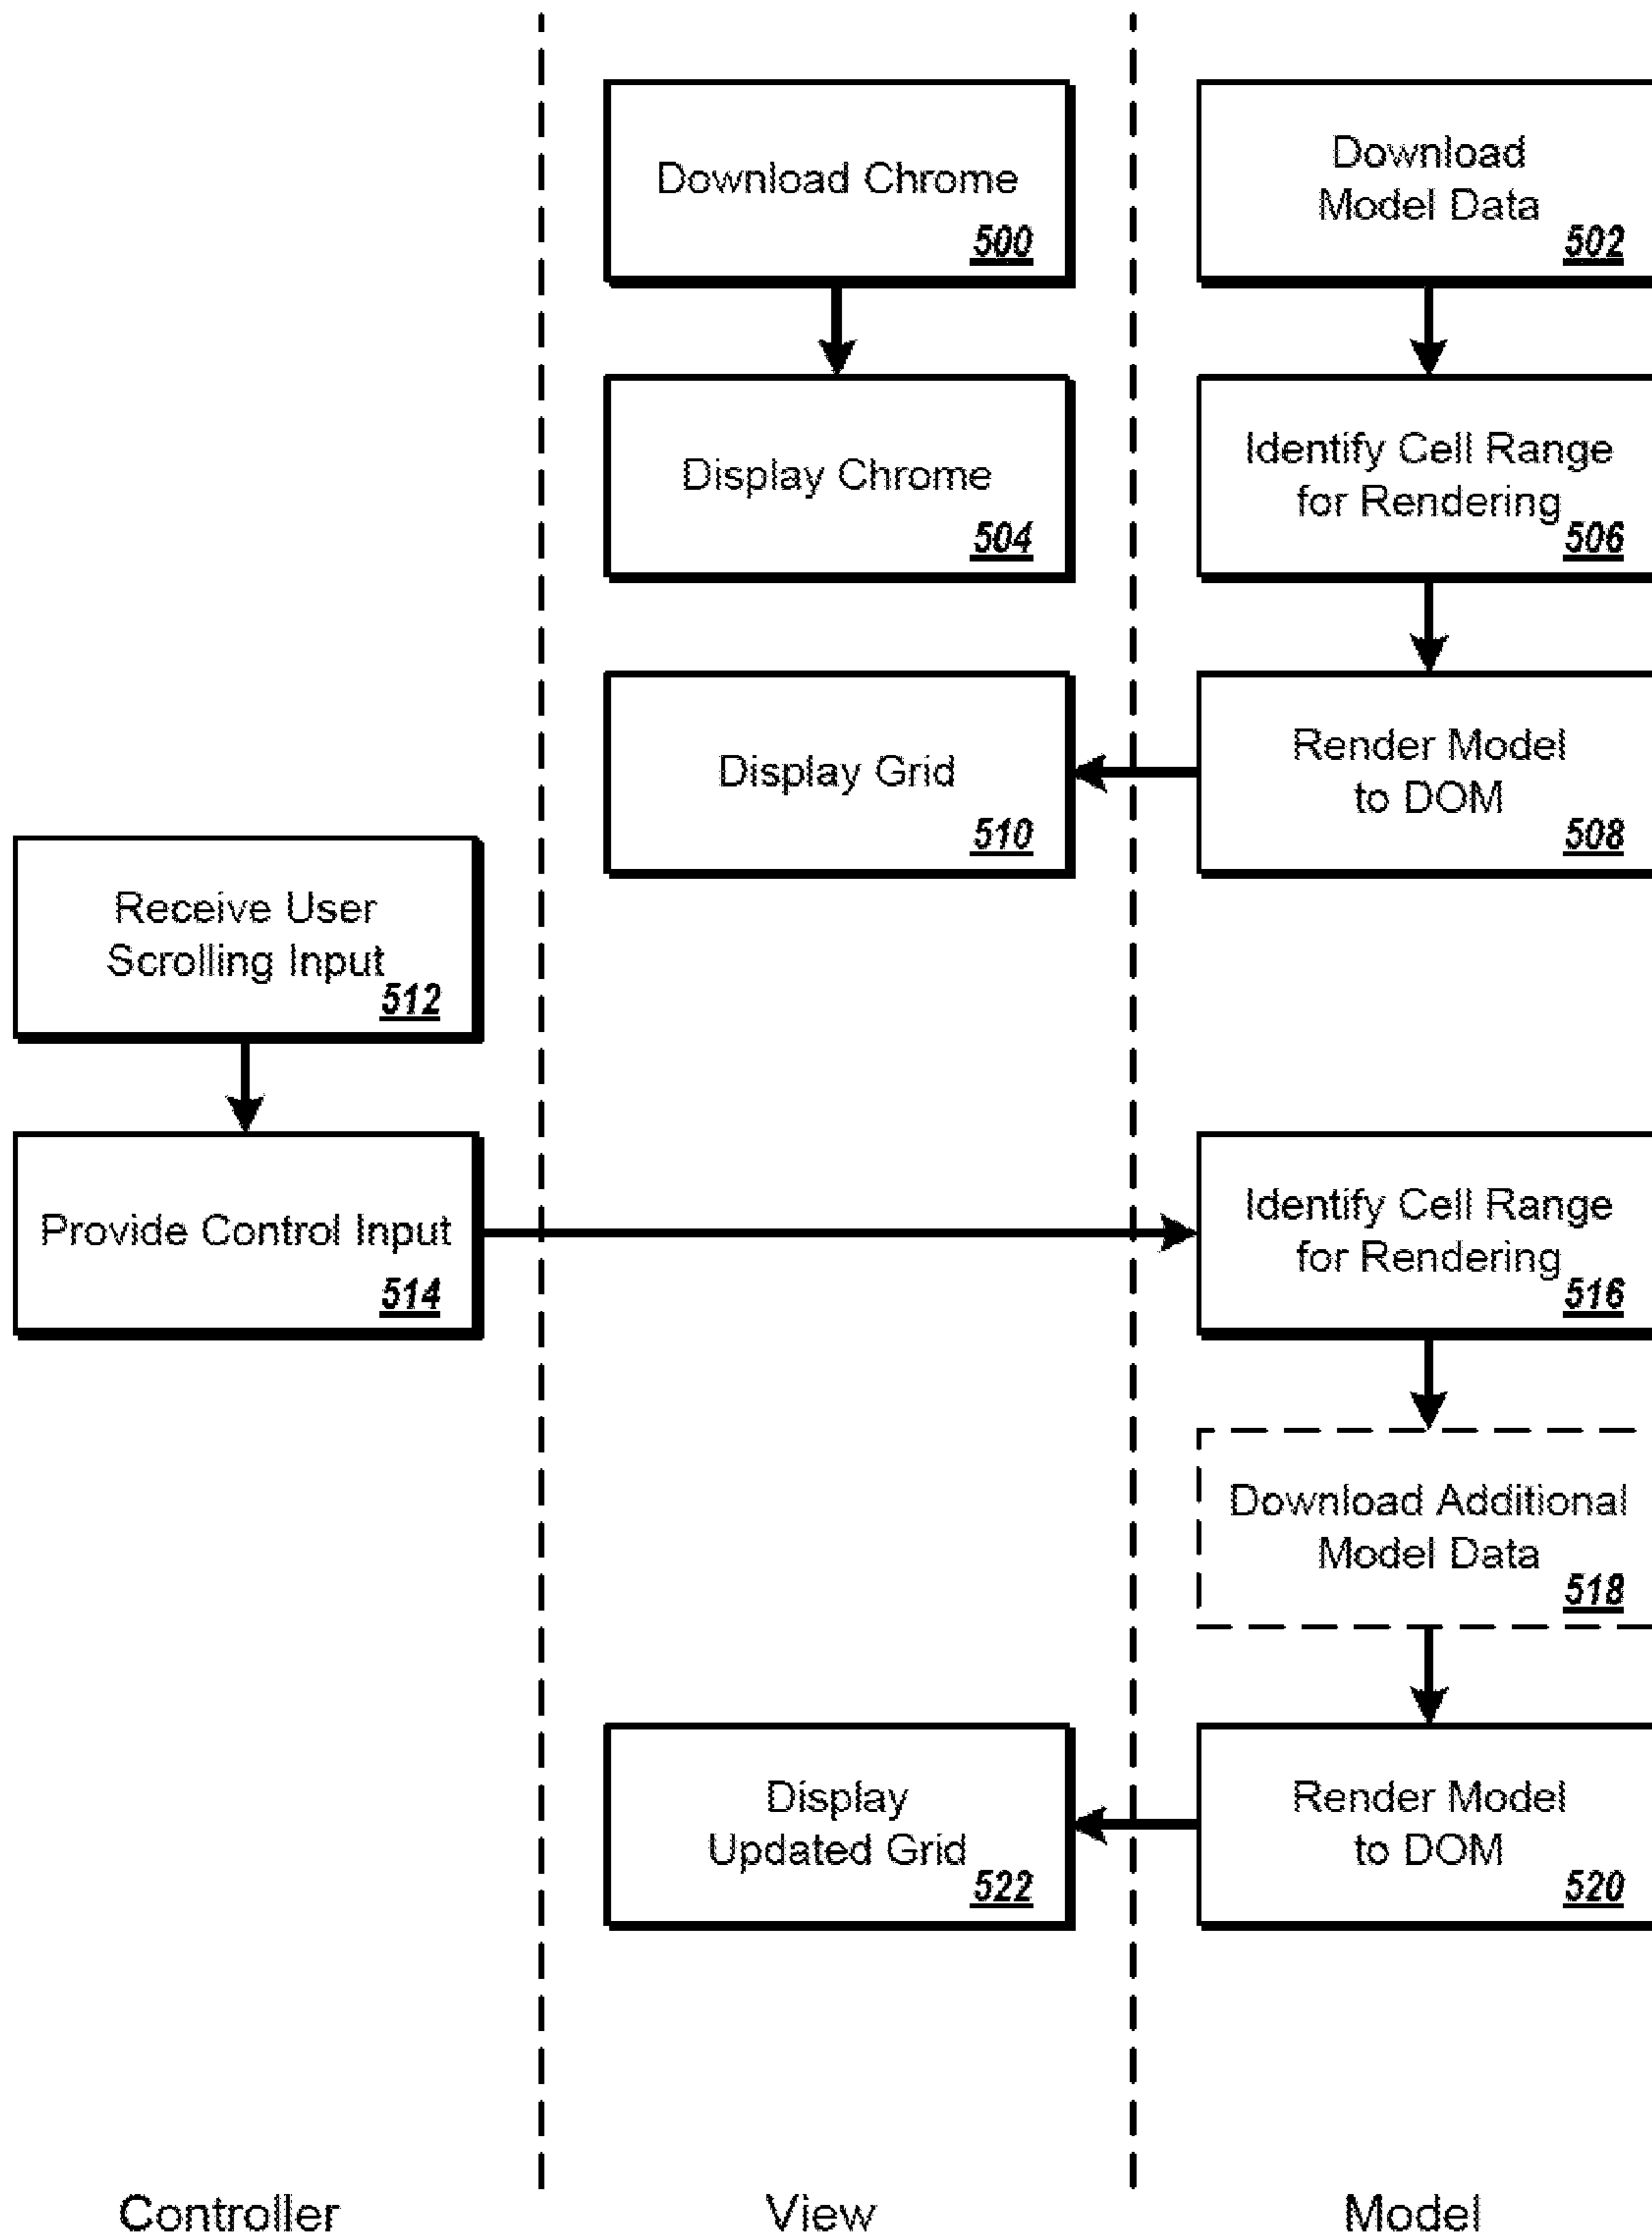 Download Chrome
500
Download
Model Data
502
Display Chrome
504
Identify Cell Range
for Rendering
506
Display Grid
510
Render Model
to DOM
508
Receive User
Scrolling Input
512
Provide Control Input
514
Identify Cell Range
for Rendering
516
Download Additional
Model Data
518
Display
Updated Grid
522
Render Model
to DOM
520
Controller
View
Model